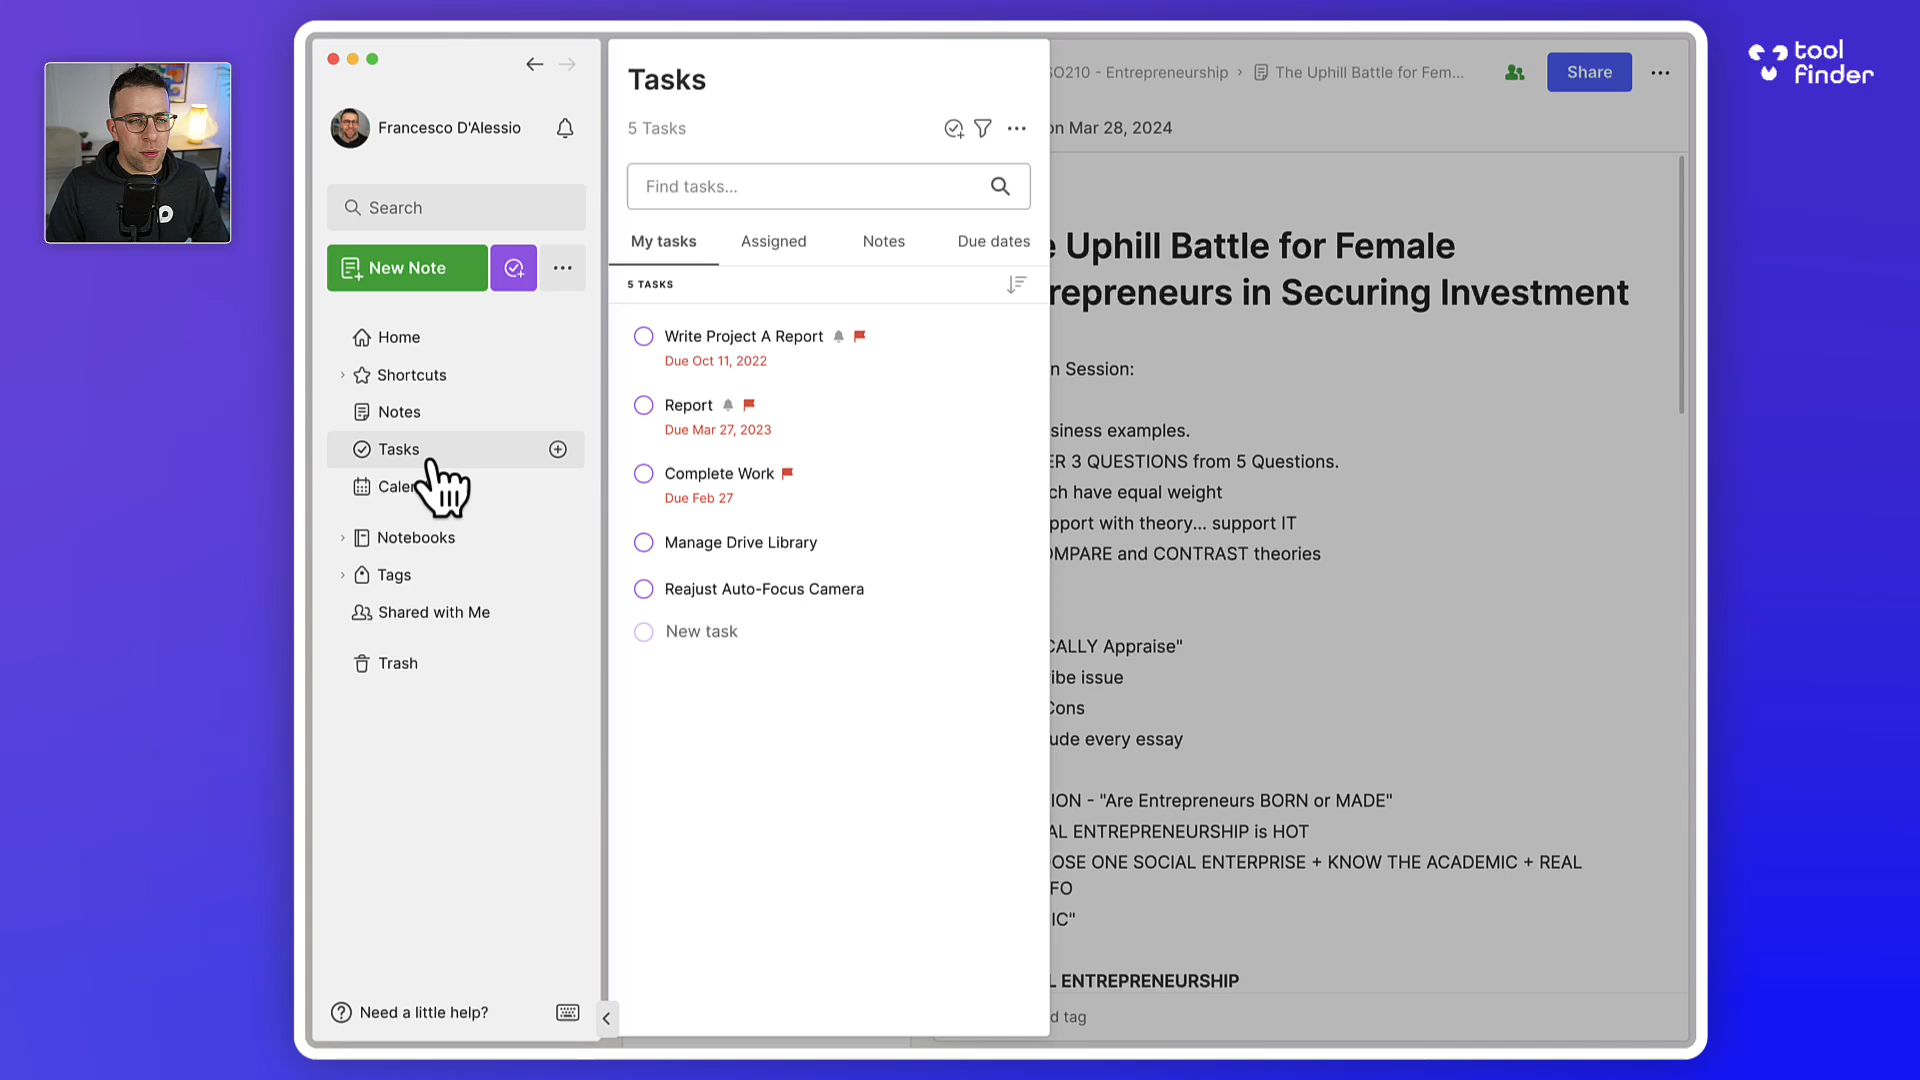 tool
finder
Francesco D'Alessio
Search
New Note
Home
Shortcuts
Notes
Tasks
Notebooks
Tags
Shared with Me
Trash
Need a little help?
Tasks
5 Tasks
Find tasks...
My tasks Assigned Notes Due dates
5 TASKS
Write Project A Report
Due Oct 11, 2022
Report
Due Mar 27, 2023
Complete Work
Due Feb 27
Manage Drive Library
Reajust Auto-Focus Camera
New task
SO210 - Entrepreneurship › The Uphill Battle for Fem...
Share
on Mar 28, 2024
Uphill Battle for Female
repreneurs in Securing Investment
n Session:
siness examples.
ER 3 QUESTIONS from 5 Questions.
ch have equal weight
pport with theory... support IT
OMPARE and CONTRAST theories
CALLY Appraise"
ibe issue
Cons
ude every essay
ION - "Are Entrepreneurs BORN or MADE"
AL ENTREPRENEURSHIP is HOT
OSE ONE SOCIAL ENTERPRISE + KNOW THE ACADEMIC + REAL
FO
IC"
L ENTREPRENEURSHIP
d tag